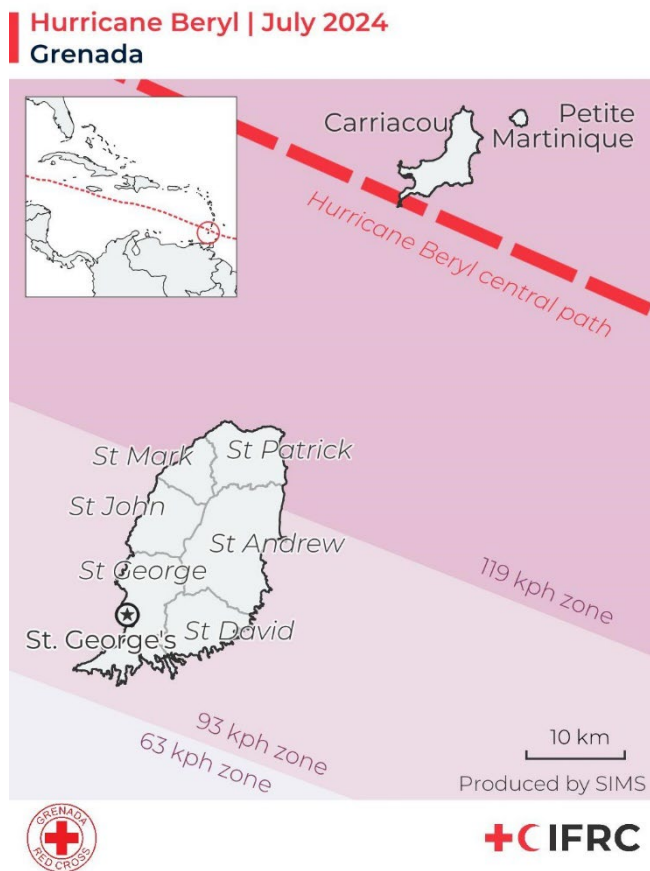 Hurricane Beryl | July 2024
Grenada
Carriacou
Petite
Martinique
Hurricane Beryl central path
St Mark
St Patrick
St John
St Andrew
St George
St. George's
St David
119 kph zone
93 kph zone
63 kph zone
10 km
Produced by SIMS
GRENADA
RED CROSS
IFRC